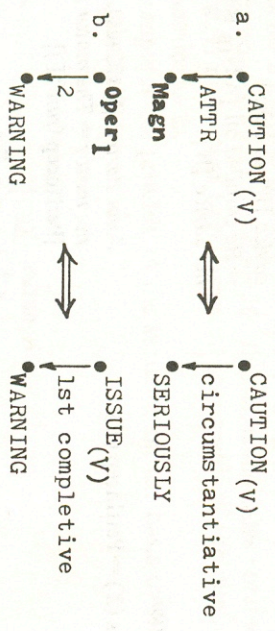 a.
CAUTION(V)
ATTR
Magn
CAUTION(V)
circumstantiative
SERIOUSLY
b.
Oper1
2
WARNING
ISSUE(V)
1st completive
WARNING